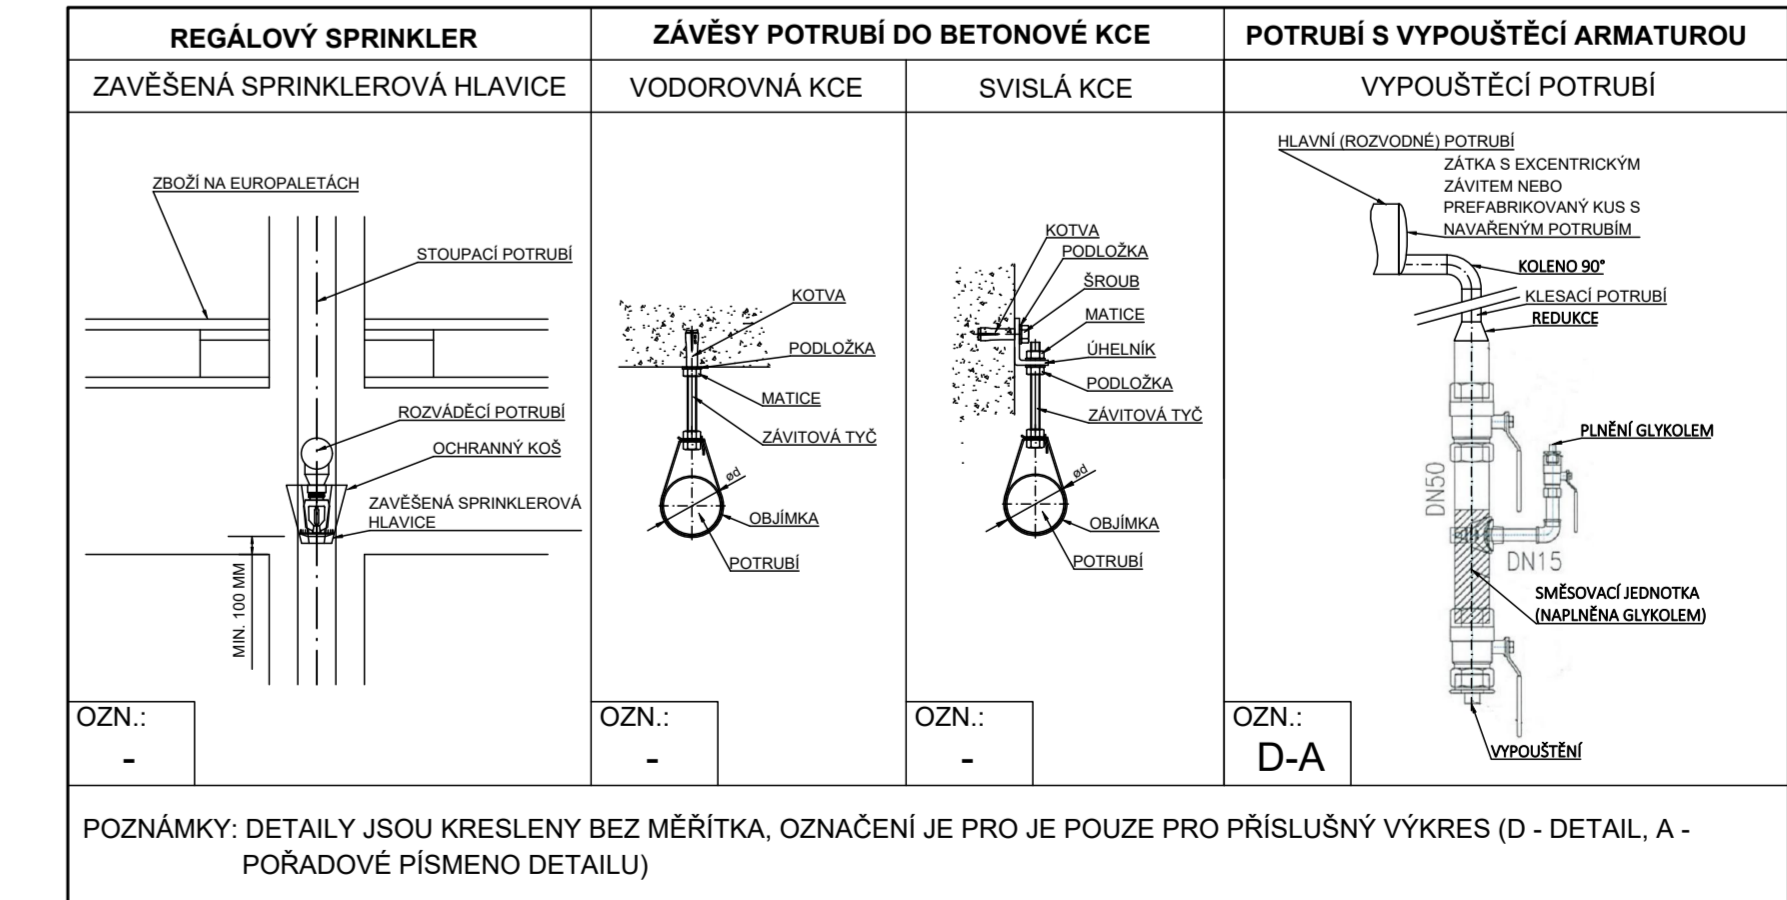 REGÁLOVÝ SPRINKLER
ZÁVĚSY POTRUBÍ DO BETONOVÉ KCE
POTRUBÍ S VYPOUŠTĚCÍ ARMATUROU
ZAVĚŠENÁ SPRINKLEROVÁ HLAVICE
VODOROVNÁ KCE
SVISLÁ KCE
VYPOUŠTĚCÍ POTRUBÍ
ZBOŽÍ NA EUROPALETÁCH
STOUPACÍ POTRUBÍ
ROZVÁDĚCÍ POTRUBÍ
OCHRANNÝ KOŠ
ZAVĚŠENÁ SPRINKLEROVÁ
HLAVICE
MIN. 100 MM
OZN.:
-
KOTVA
PODLOŽKA
MATICE
ZÁVITOVÁ TYČ
ød
OBJÍMKA
POTRUBÍ
OZN.:
-
KOTVA
PODLOŽKA
ŠROUB
MATICE
ÚHELNÍK
PODLOŽKA
ZÁVITOVÁ TYČ
ød
OBJÍMKA
POTRUBÍ
OZN.:
-
HLAVNÍ (ROZVODNÉ) POTRUBÍ
ZÁTKA S EXCENTRICKÝM
ZÁVITEM NEBO
PREFABRIKOVANÝ KUS S
NAVAŘENÝM POTRUBÍM
KOLENO 90°
KLESACÍ POTRUBÍ
REDUKCE
PLNĚNÍ GLYKOLEM
DN50
DN15
SMĚSOVACÍ JEDNOTKA
(NAPLNĚNA GLYKOLEM)
VYPOUŠTĚNÍ
OZN.:
D-A
POZNÁMKY: DETAILY JSOU KRESLENY BEZ MĚŘÍTKA, OZNAČENÍ JE PRO JE POUZE PRO PŘÍSLUŠNÝ VÝKRES (D - DETAIL, A -
POŘADOVÉ PÍSMENO DETAILU)